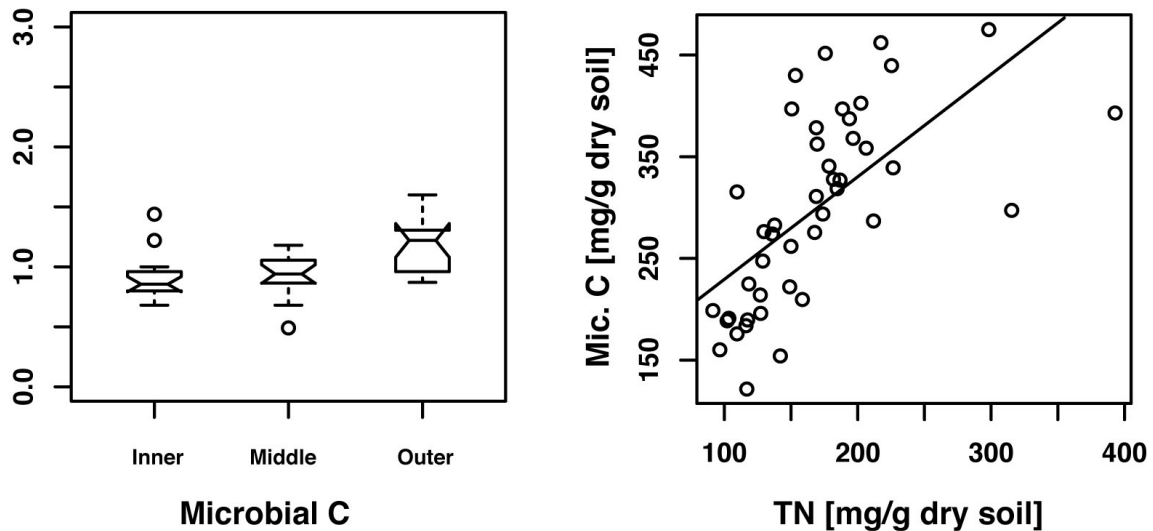 3.0
2.0
1.0
0.0
Inner Middle Outer
Microbial C
Mic. C [mg/g dry soil]
450
350
250
150
100 200 300 400
TN [mg/g dry soil]